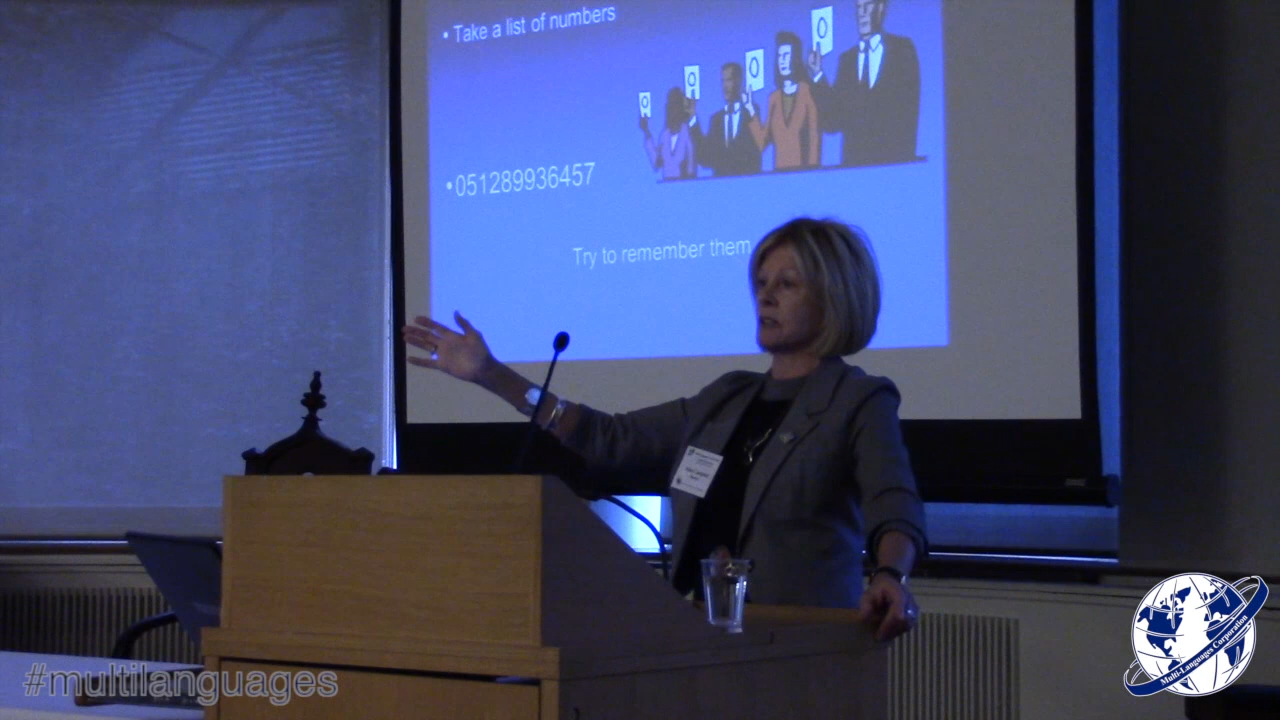 • Take a list of numbers
• 051289936457
Try to remember them
#multilanguages
Multi-Languages Corporation